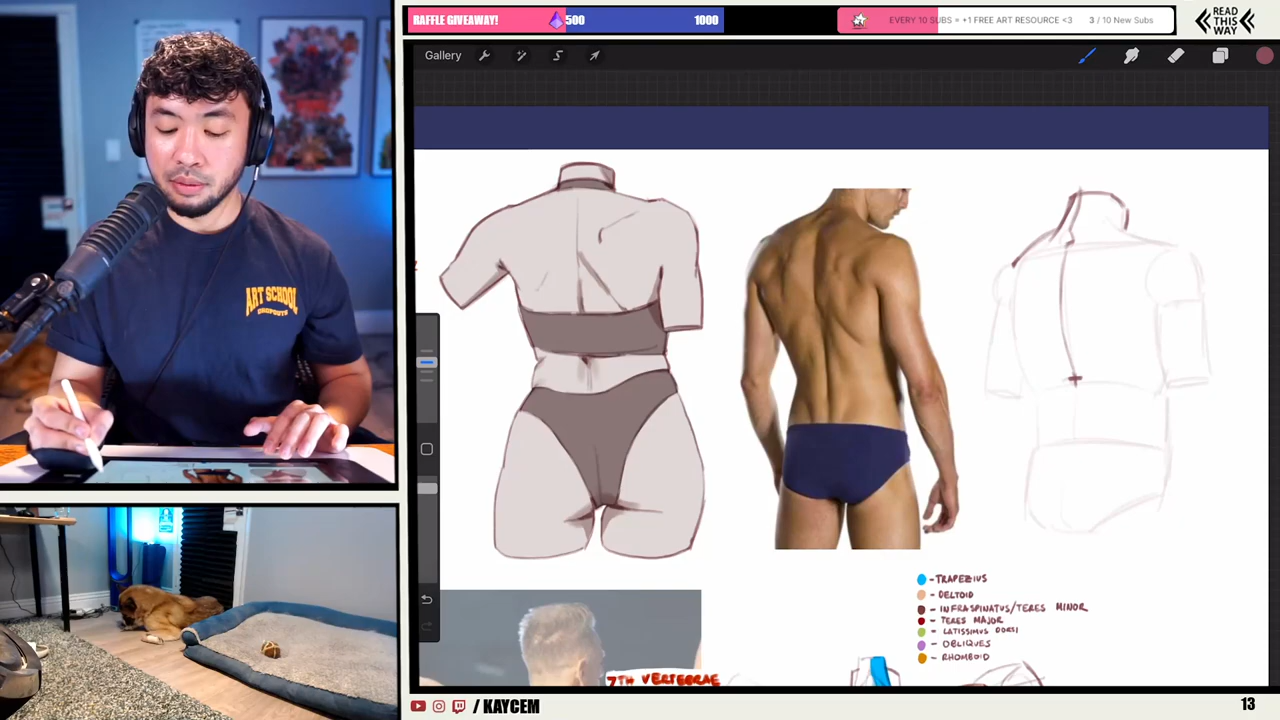 RAFFLE GIVEAWAY!
500
1000
EVERY 10 SUBS = +1 FREE ART RESOURCE <3
3 / 10 New Subs
READ
THIS
WAY
Gallery
ART SCHOOL
DROPOUTS
- TRAPEZIUS
- DELTOID
- INFRASPINATUS/TERES MINOR
- TERES MAJOR
- LATISSIMUS DORSI
- OBLIQUES
- RHOMBOID
7TH VERTEBRAE
/ KAYCEM
13